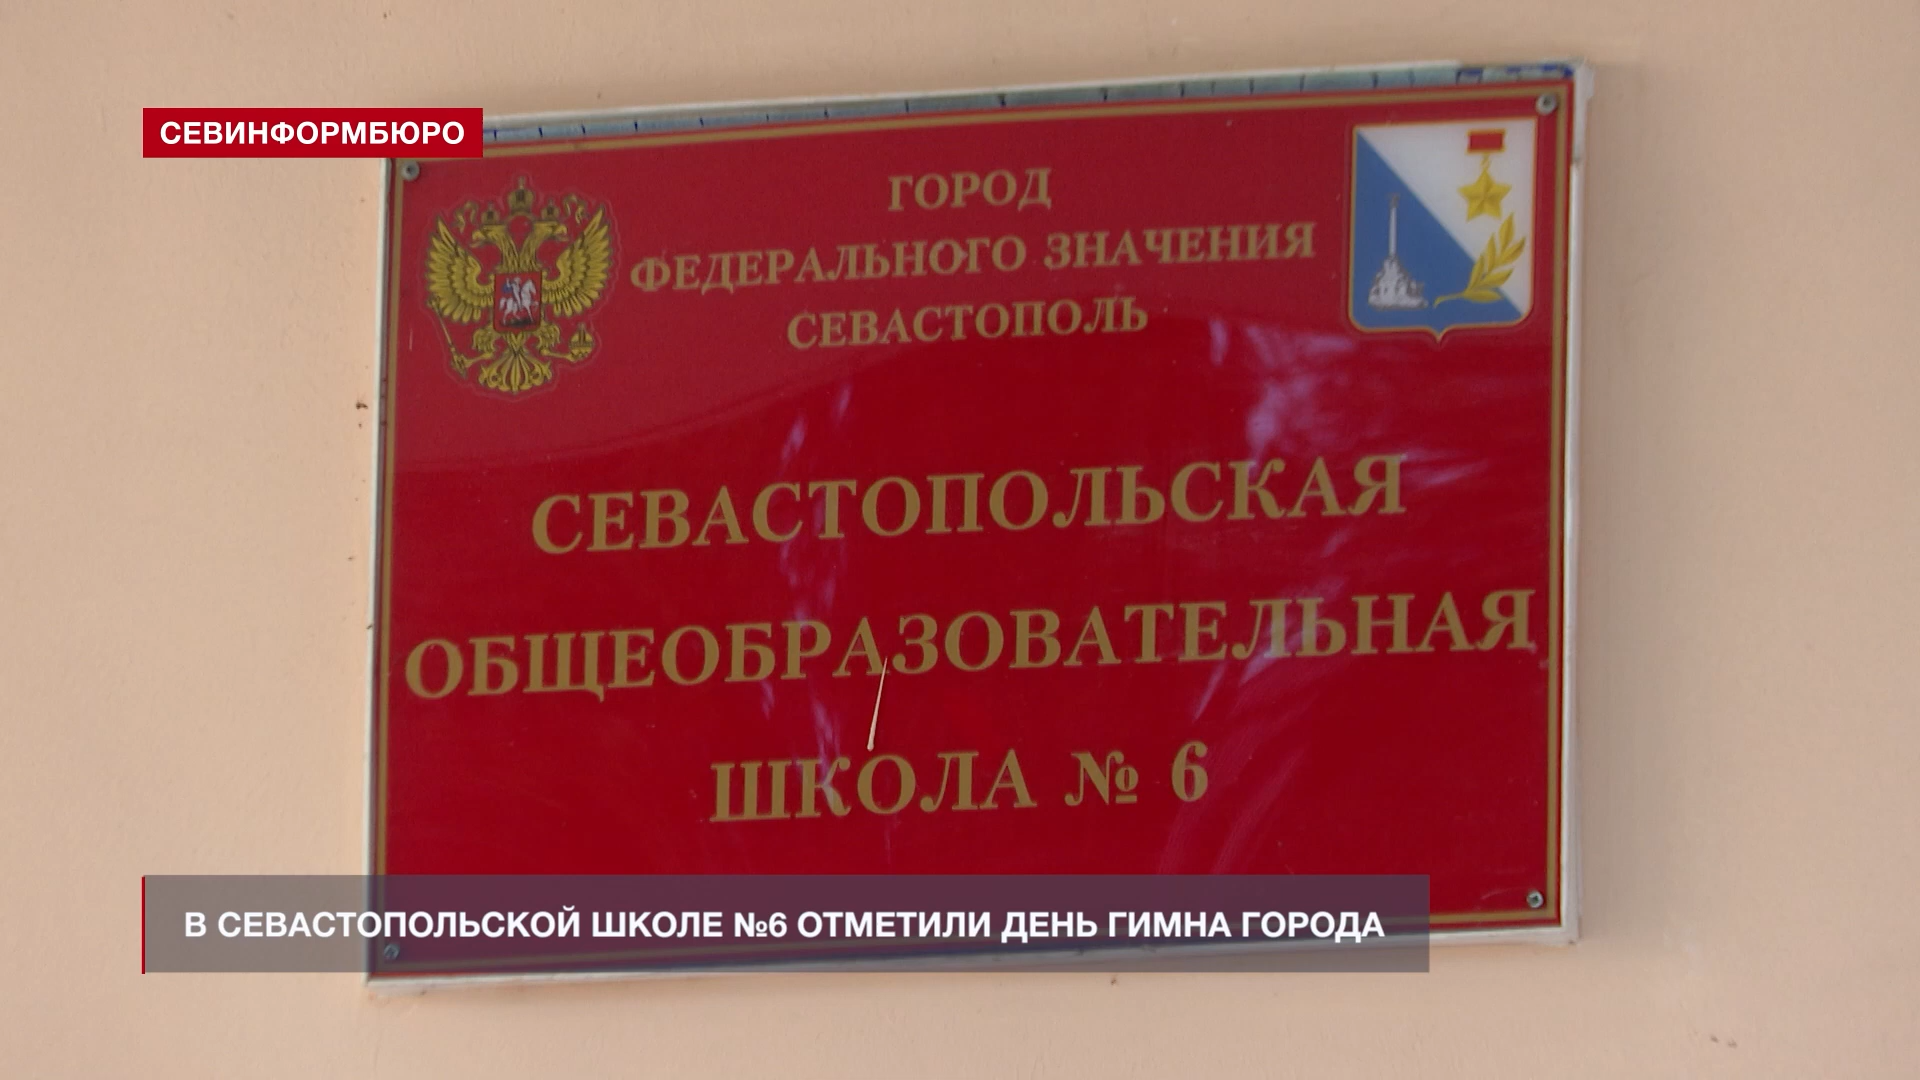 СЕВИНФОРМБЮРО
ГОРОД
ФЕДЕРАЛЬНОГО ЗНАЧЕНИЯ
СЕВАСТОПОЛЬ
СЕВАСТОПОЛЬСКАЯ
ОБЩЕОБРАЗОВАТЕЛЬНАЯ
ШКОЛА № 6
В СЕВАСТОПОЛЬСКОЙ ШКОЛЕ №6 ОТМЕТИЛИ ДЕНЬ ГИМНА ГОРОДА